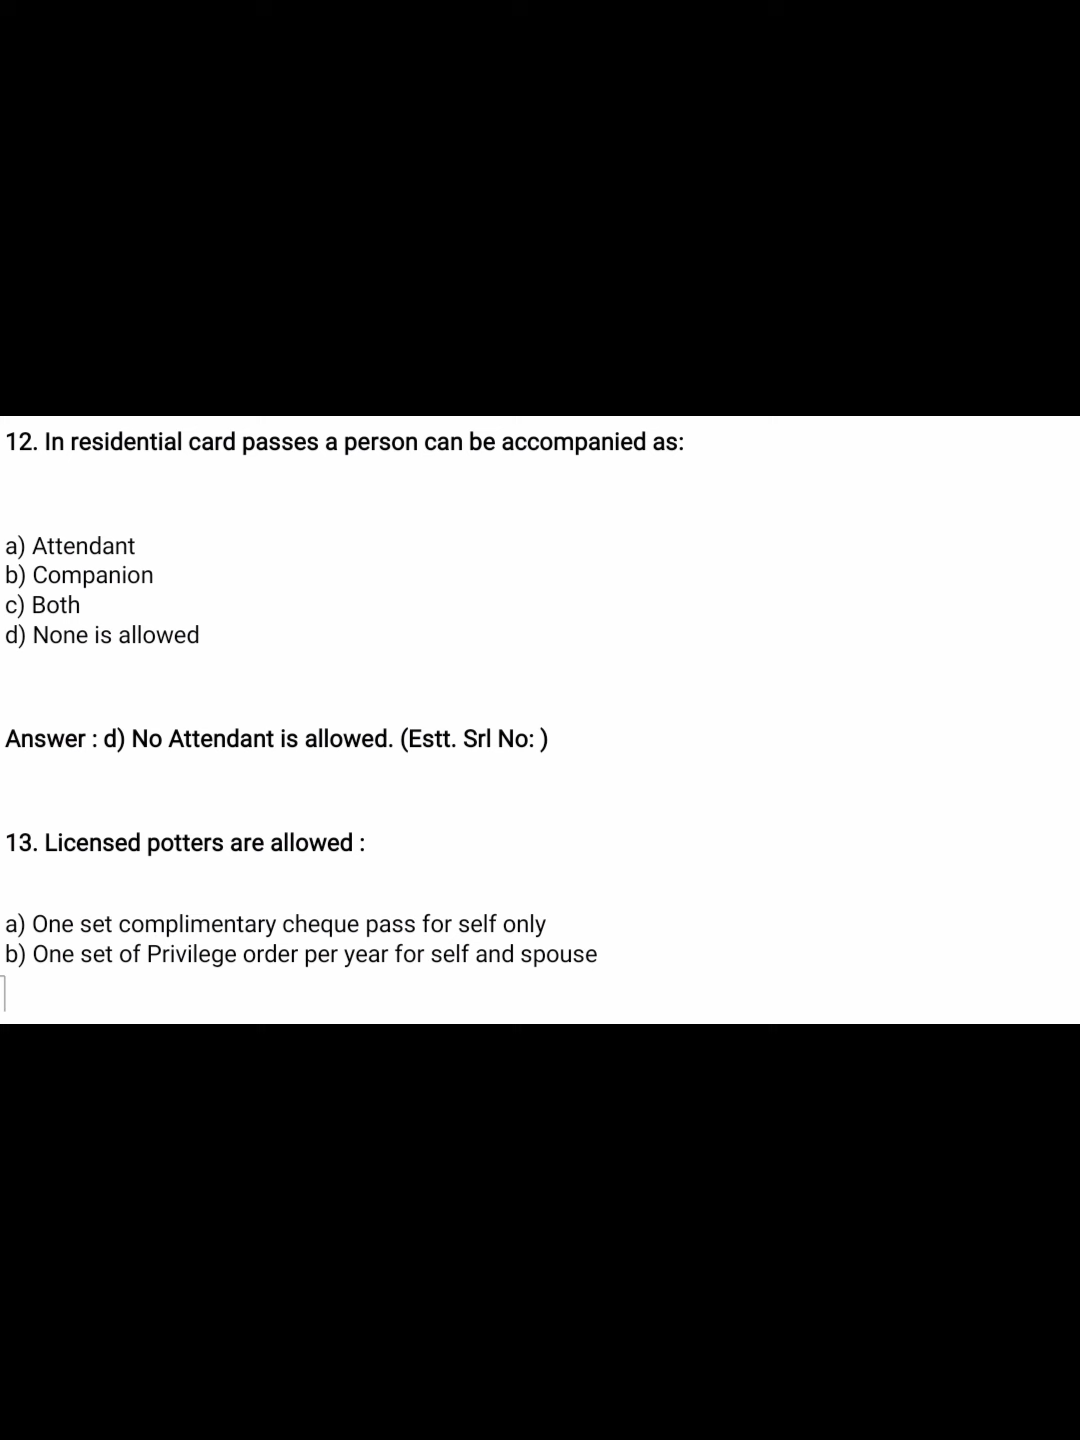 12. In residential card passes a person can be accompanied as:
a) Attendant
b) Companion
c) Both
d) None is allowed
Answer : d) No Attendant is allowed. (Estt. Srl No: )
13. Licensed potters are allowed :
a) One set complimentary cheque pass for self only
b) One set of Privilege order per year for self and spouse